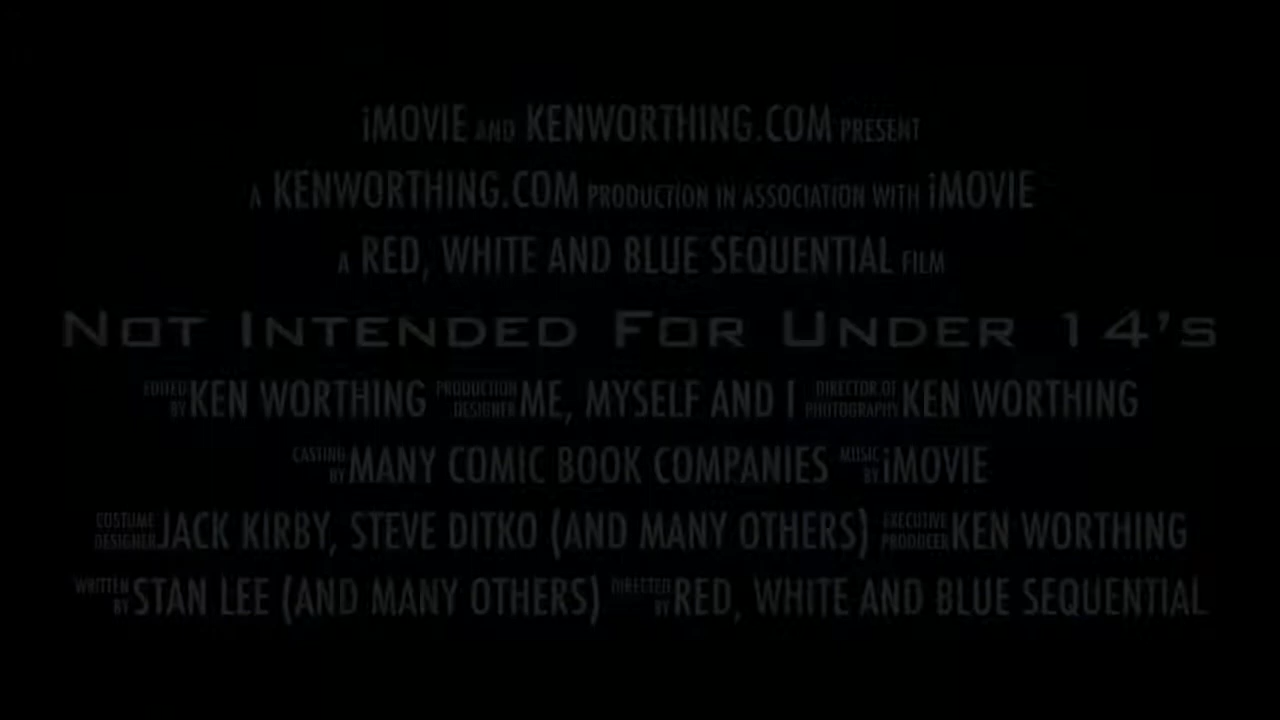 iMOVIE AND KENWORTHING.COM PRESENT
A KENWORTHING.COM PRODUCTION IN ASSOCIATION WITH iMOVIE
A RED, WHITE AND BLUE SEQUENTIAL FILM
NOT INTENDED FOR UNDER 14'S
EDITED BY KEN WORTHING PRODUCTION DESIGNER ME, MYSELF AND I DIRECTOR OF PHOTOGRAPHY KEN WORTHING
CASTING BY MANY COMIC BOOK COMPANIES MUSIC BY iMOVIE
COSTUME DESIGNER JACK KIRBY, STEVE DITKO (AND MANY OTHERS) EXECUTIVE PRODUCER KEN WORTHING
WRITTEN BY STAN LEE (AND MANY OTHERS) DIRECTED BY RED, WHITE AND BLUE SEQUENTIAL